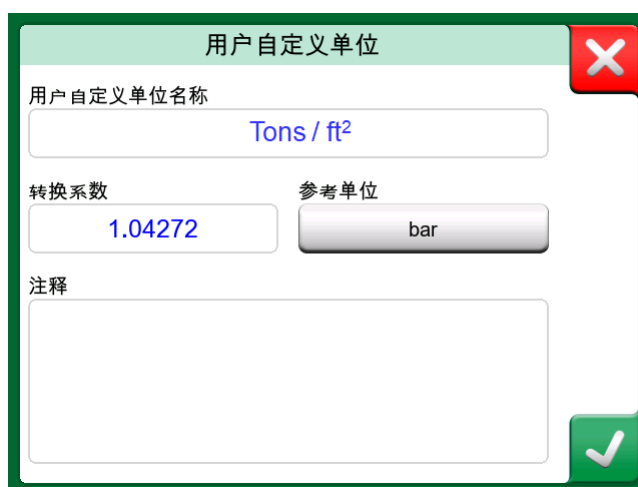 用户自定义单位
用户自定义单位名称
Tons / ft²
转换系数
参考单位
1.04272
bar
注释